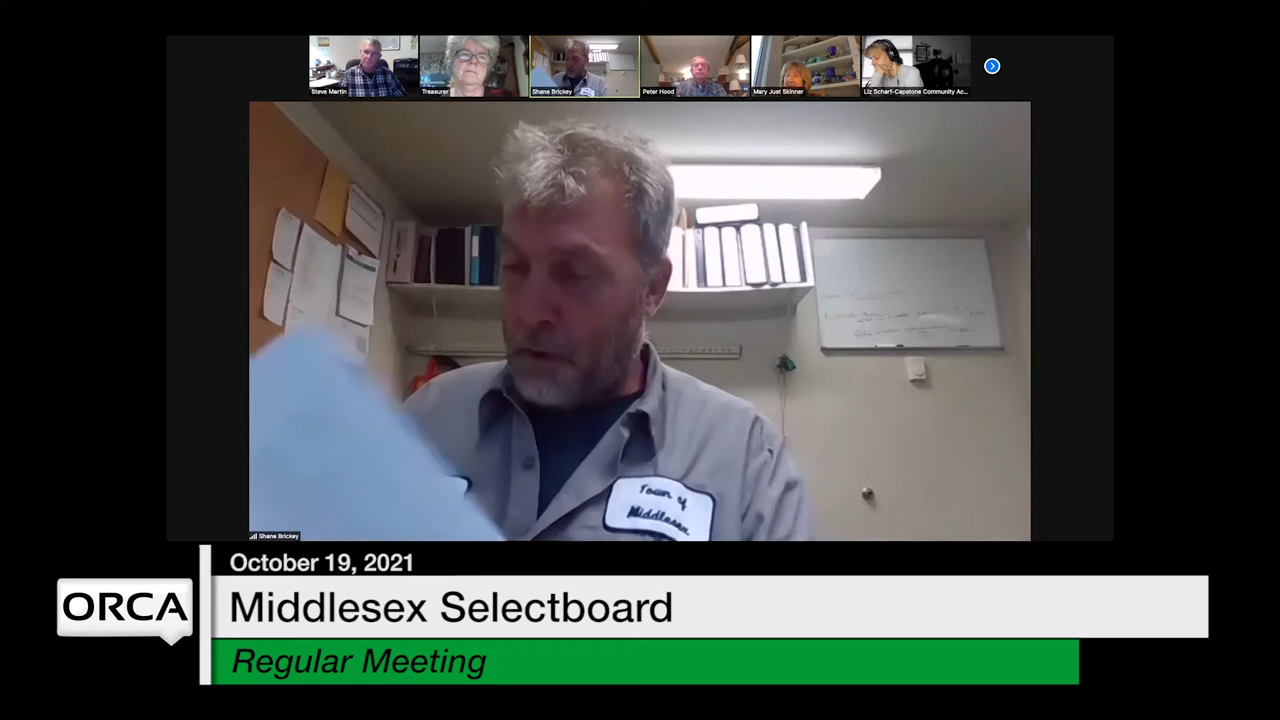 Steve Martin
Treasurer
Shane Brickey
Peter Hood
Mary Just Skinner
Liz Scharf-Capstone Community Ac...
Town of
Middlesex
Shane Brickey
October 19, 2021
ORCA
Middlesex Selectboard
Regular Meeting